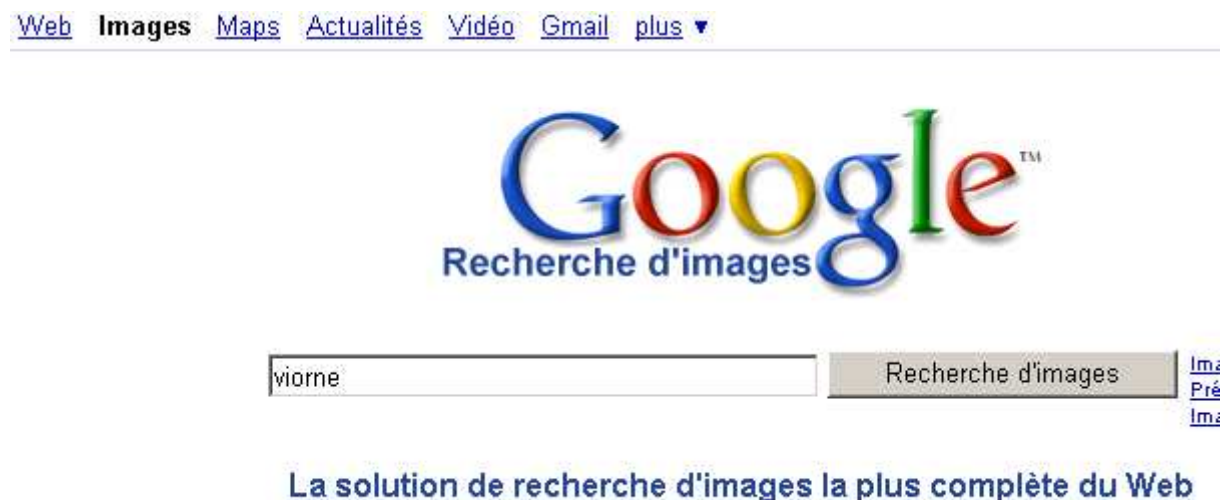 Web Images Maps Actualités Vidéo Gmail plus ▼
Google™
Recherche d'images
viorne
Recherche d'images
La solution de recherche d'images la plus complète du Web